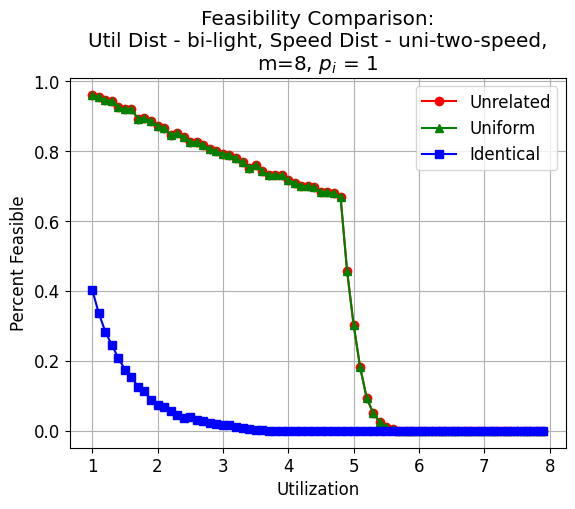 Feasibility Comparison:
Util Dist - bi-light, Speed Dist - uni-two-speed,
m=8, p_i = 1
Unrelated
Uniform
Identical
Percent Feasible
1.0
0.8
0.6
0.4
0.2
0.0
1 2 3 4 5 6 7 8
Utilization